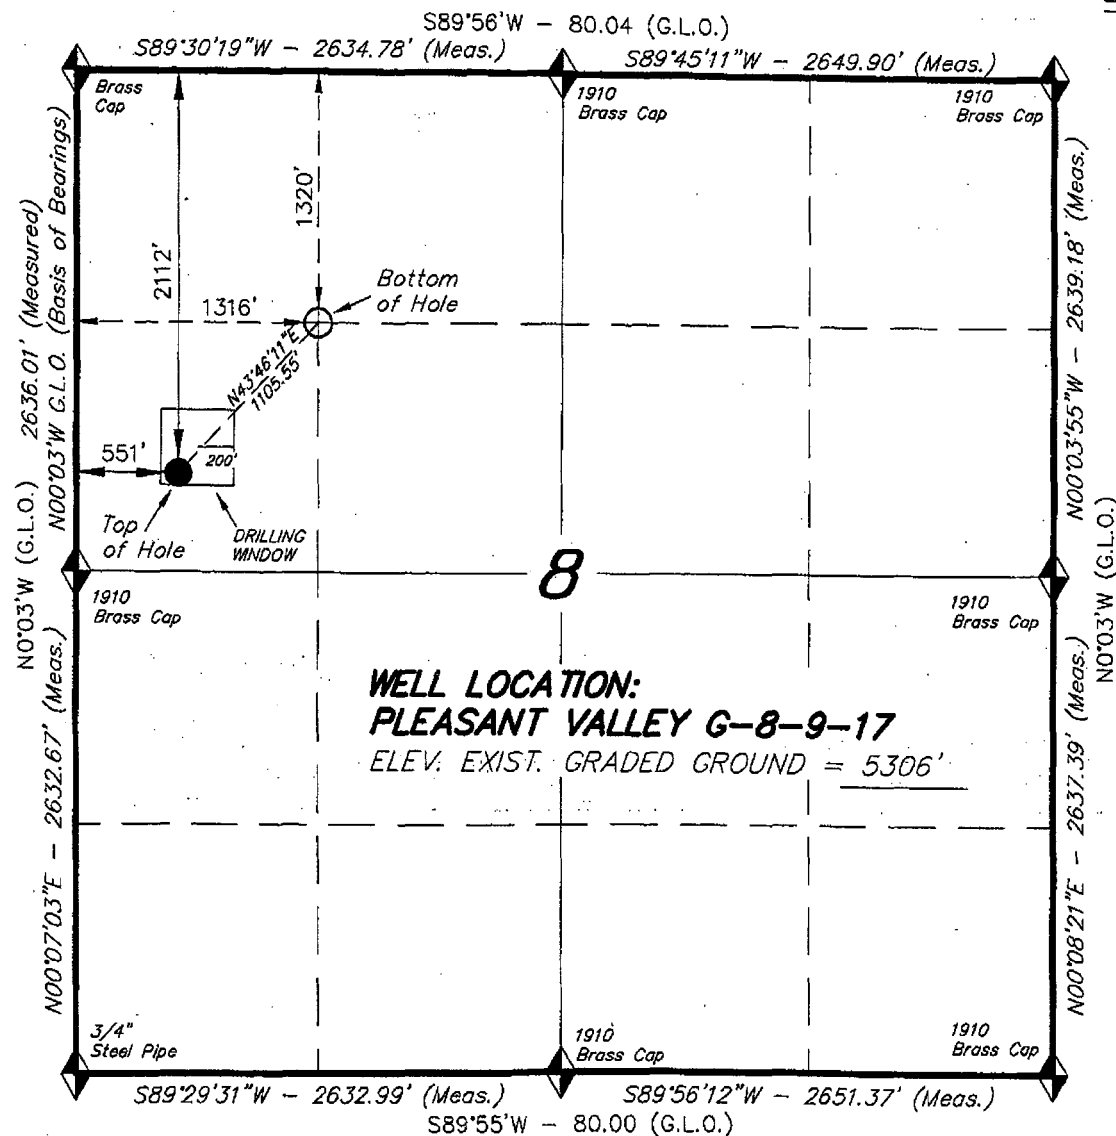 S89°56'W – 80.04 (G.L.O.)
S89°30'19"W – 2634.78' (Meas.)
S89°45'11"W – 2649.90' (Meas.)
Brass
Cap
1910
Brass Cap
1910
Brass Cap
N0°03'W (G.L.O.)
2636.01' (Measured)
N00°03'W G.L.O. (Basis of Bearings)
2112'
1320'
1316'
Bottom
of Hole
N43°46'11"E
1105.55'
551'
200'
Top
of Hole
DRILLING
WINDOW
N00°03'55"W – 2639.18' (Meas.)
N0°03'W (G.L.O.)
8
1910
Brass Cap
1910
Brass Cap
WELL LOCATION:
PLEASANT VALLEY G–8–9–17
ELEV. EXIST. GRADED GROUND = 5306'
N00°07'03"E – 2632.67' (Meas.)
N00°08'21"E – 2637.39' (Meas.)
3/4"
Steel Pipe
1910
Brass Cap
1910
Brass Cap
S89°29'31"W – 2632.99' (Meas.)
S89°56'12"W – 2651.37' (Meas.)
S89°55'W – 80.00 (G.L.O.)